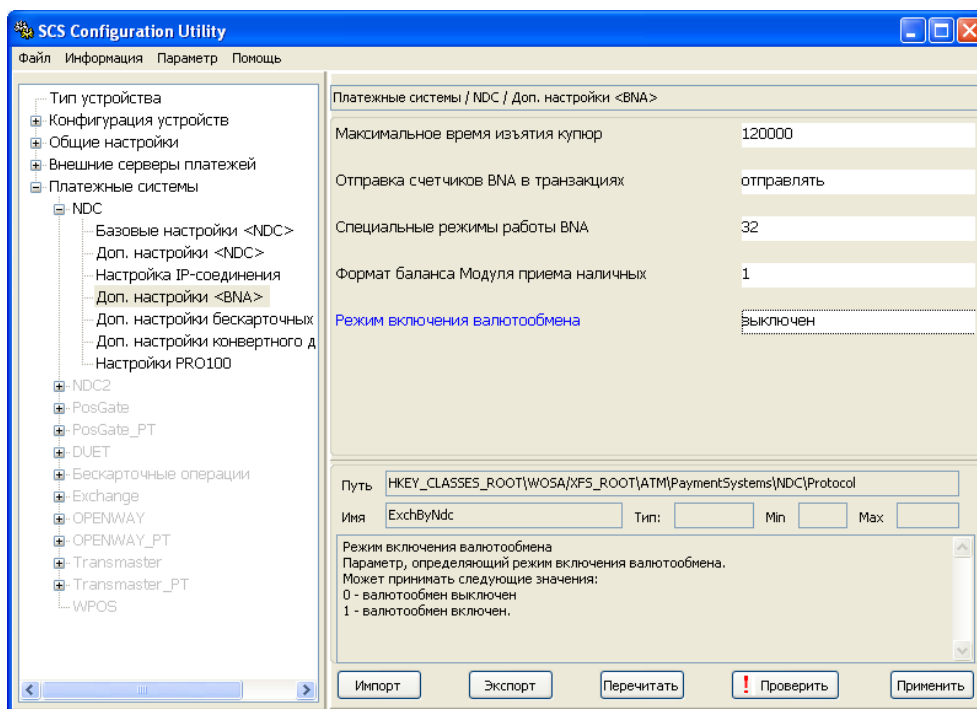 SCS Configuration Utility
Файл Информация Параметр Помощь
Тип устройства
Конфигурация устройств
Общие настройки
Внешние серверы платежей
Платежные системы
NDC
Базовые настройки <NDC>
Доп. настройки <NDC>
Настройка IP-соединения
Доп. настройки <BNA>
Доп. настройки бескарточных
Доп. настройки конвертного д
Настройки PRO100
NDC2
PosGate
PosGate_PT
DUET
Бескарточные операции
Exchange
OPENWAY
OPENWAY_PT
Transmaster
Transmaster_PT
WPOS
Платежные системы / NDC / Доп. настройки <BNA>
Максимальное время изъятия купюр 120000
Отправка счетчиков BNA в транзакциях отправлять
Специальные режимы работы BNA 32
Формат баланса Модуля приема наличных 1
Режим включения валютообмена выключен
Путь HKEY_CLASSES_ROOT\WOSA/XFS_ROOT\ATM\PaymentSystems\NDC\Protocol
Имя ExchByNdc Тип: Min Max
Режим включения валютообмена
Параметр, определяющий режим включения валютообмена.
Может принимать следующие значения:
0 - валютообмен выключен
1 - валютообмен включен.
Импорт Экспорт Перечитать ! Проверить Применить